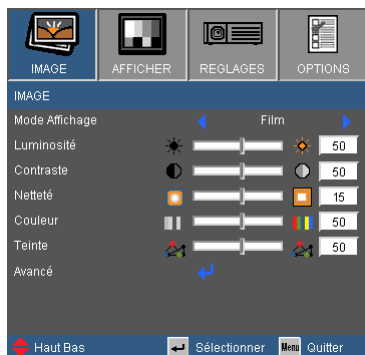 IMAGE AFFICHER REGLAGES OPTIONS
IMAGE
Mode Affichage Film
Luminosité 50
Contraste 50
Netteté 15
Couleur 50
Teinte 50
Avancé
Haut Bas Sélectionner Menu Quitter